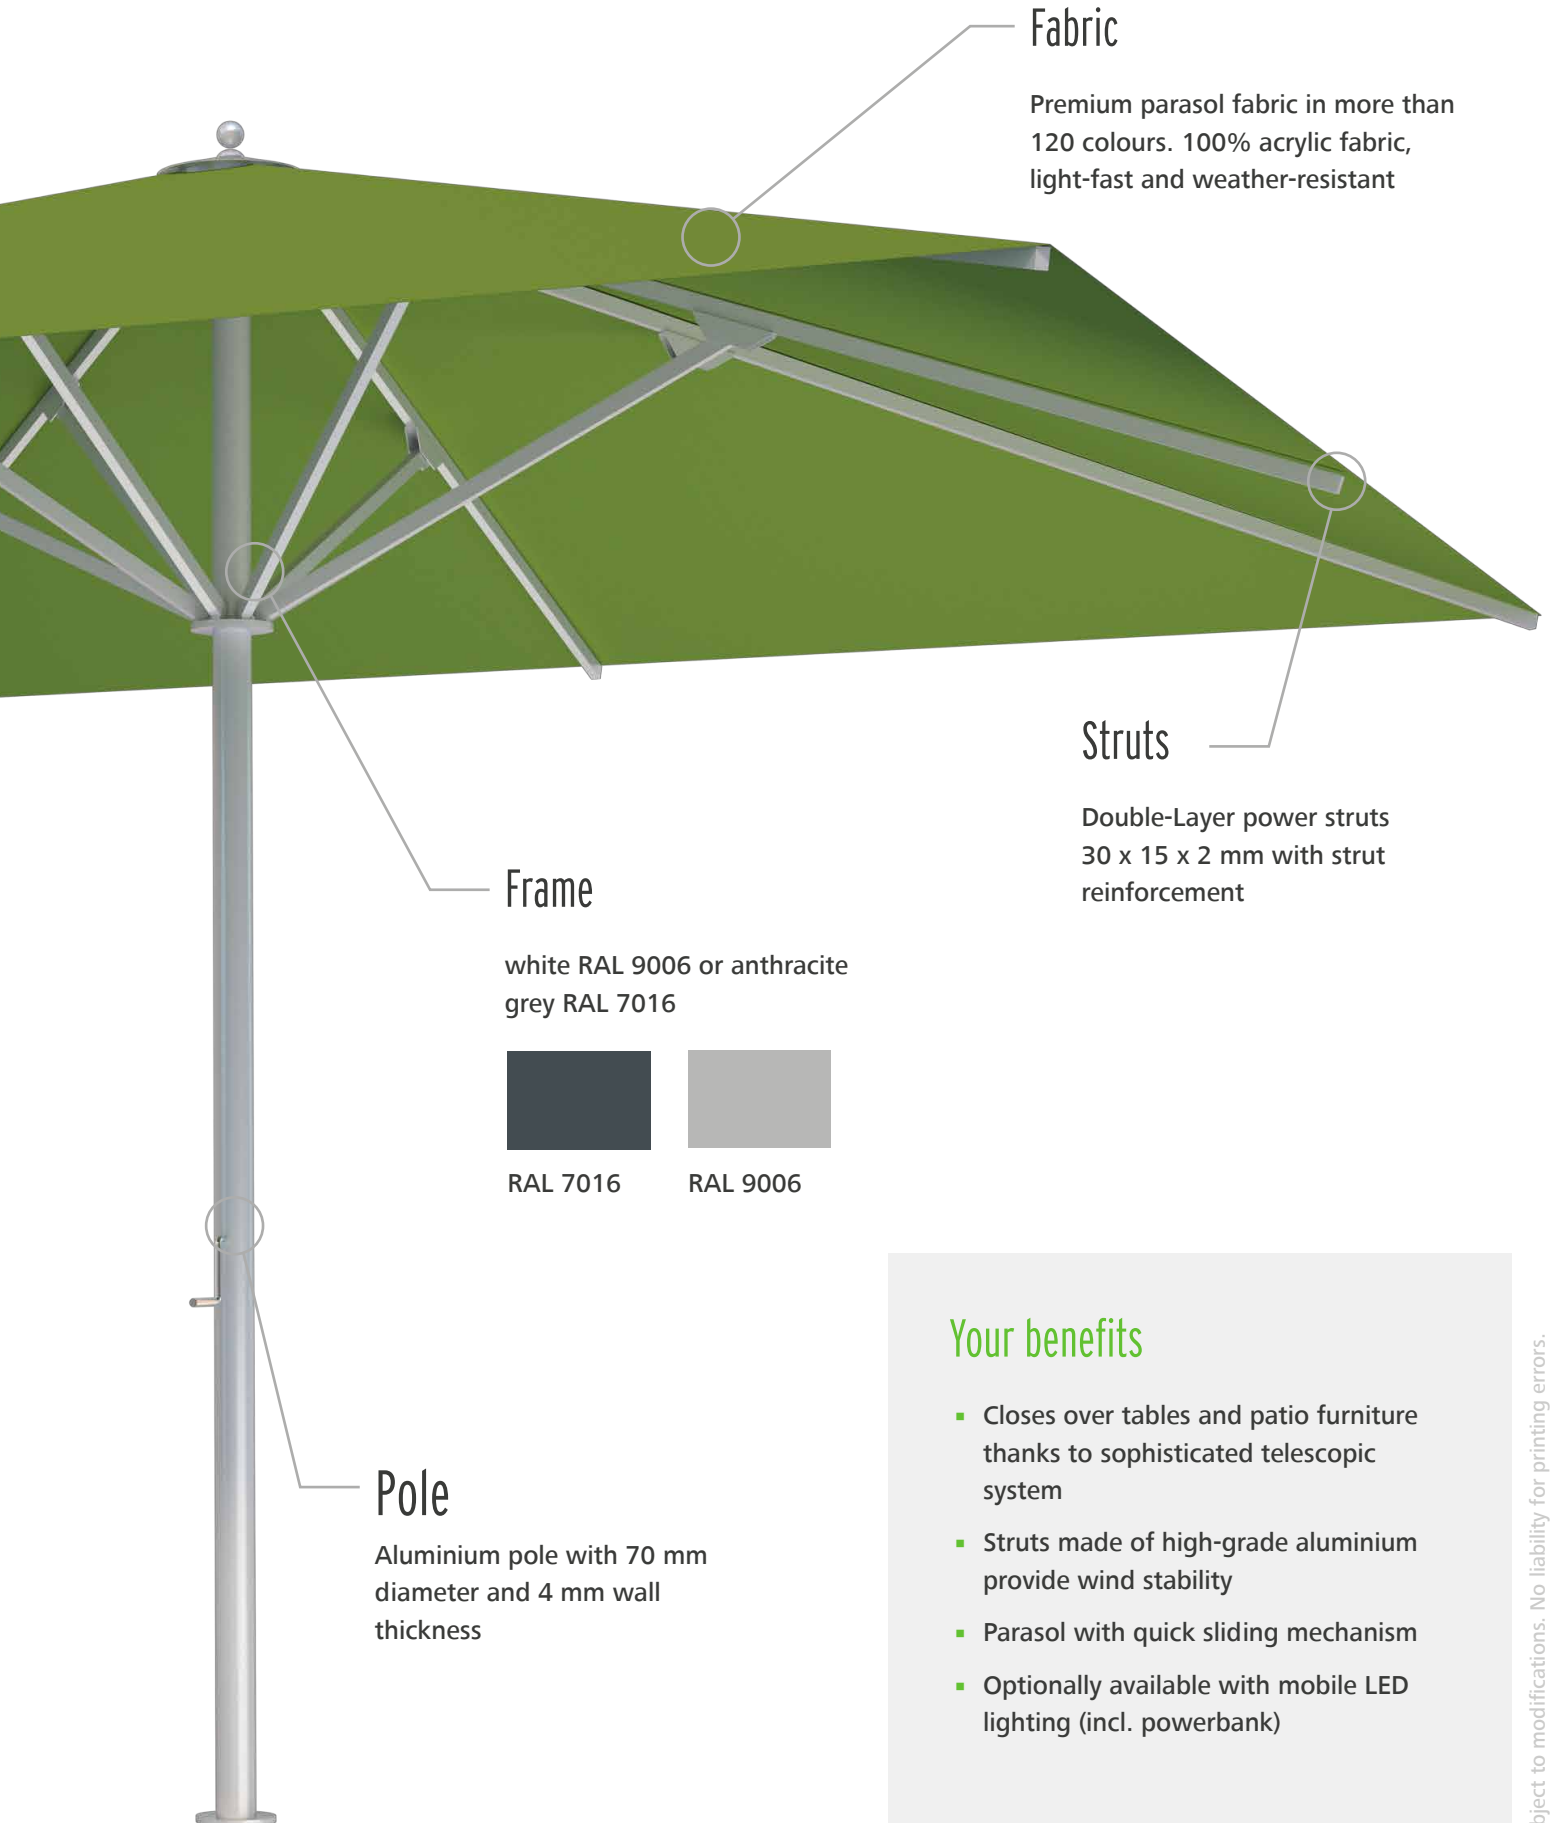 Fabric
Premium parasol fabric in more than
120 colours. 100% acrylic fabric,
light-fast and weather-resistant
Struts
Double-Layer power struts
30 x 15 x 2 mm with strut
reinforcement
Frame
white RAL 9006 or anthracite
grey RAL 7016
RAL 7016
RAL 9006
Pole
Aluminium pole with 70 mm
diameter and 4 mm wall
thickness
Your benefits
▪ Closes over tables and patio furniture
thanks to sophisticated telescopic
system
▪ Struts made of high-grade aluminium
provide wind stability
▪ Parasol with quick sliding mechanism
▪ Optionally available with mobile LED
lighting (incl. powerbank)
to modifications. No liability for printing errors.